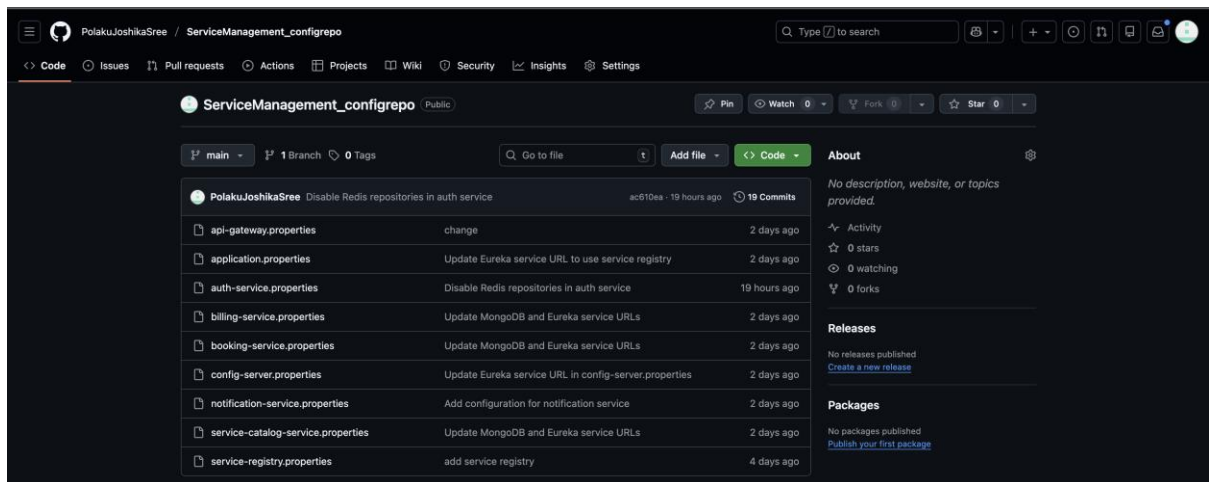 PolakuJoshikaSree / ServiceManagement_configrepo
Type / to search
Code Issues Pull requests Actions Projects Wiki Security Insights Settings
ServiceManagement_configrepo Public
Pin Watch 0 Fork 0 Star 0
main 1 Branch 0 Tags Go to file t Add file Code
PolakuJoshikaSree Disable Redis repositories in auth service ac610ea · 19 hours ago 19 Commits
api-gateway.properties change 2 days ago
application.properties Update Eureka service URL to use service registry 2 days ago
auth-service.properties Disable Redis repositories in auth service 19 hours ago
billing-service.properties Update MongoDB and Eureka service URLs 2 days ago
booking-service.properties Update MongoDB and Eureka service URLs 2 days ago
config-server.properties Update Eureka service URL in config-server.properties 2 days ago
notification-service.properties Add configuration for notification service 2 days ago
service-catalog-service.properties Update MongoDB and Eureka service URLs 2 days ago
service-registry.properties add service registry 4 days ago
About
No description, website, or topics
provided.
Activity
0 stars
0 watching
0 forks
Releases
No releases published
Create a new release
Packages
No packages published
Publish your first package